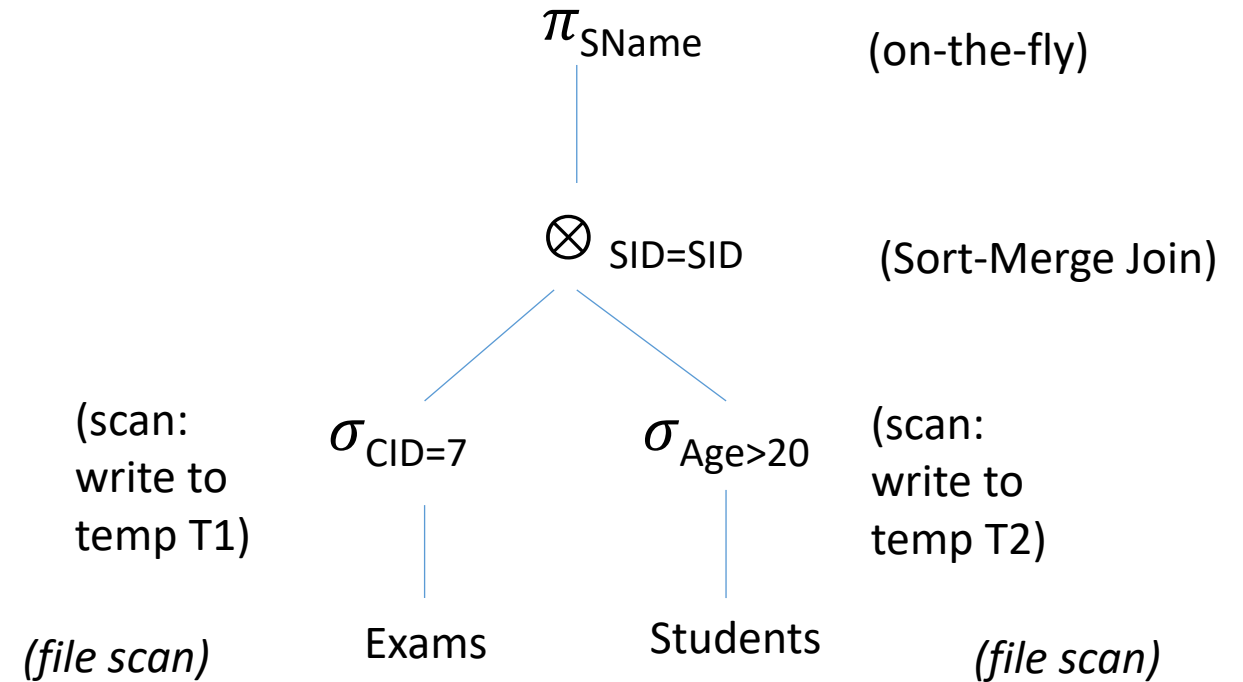 π SName (on-the-fly)
⊗ SID=SID (Sort-Merge Join)
(scan:
write to
temp T1)
σ CID=7
σ Age>20
(scan:
write to
temp T2)
(file scan)
Exams
Students
(file scan)